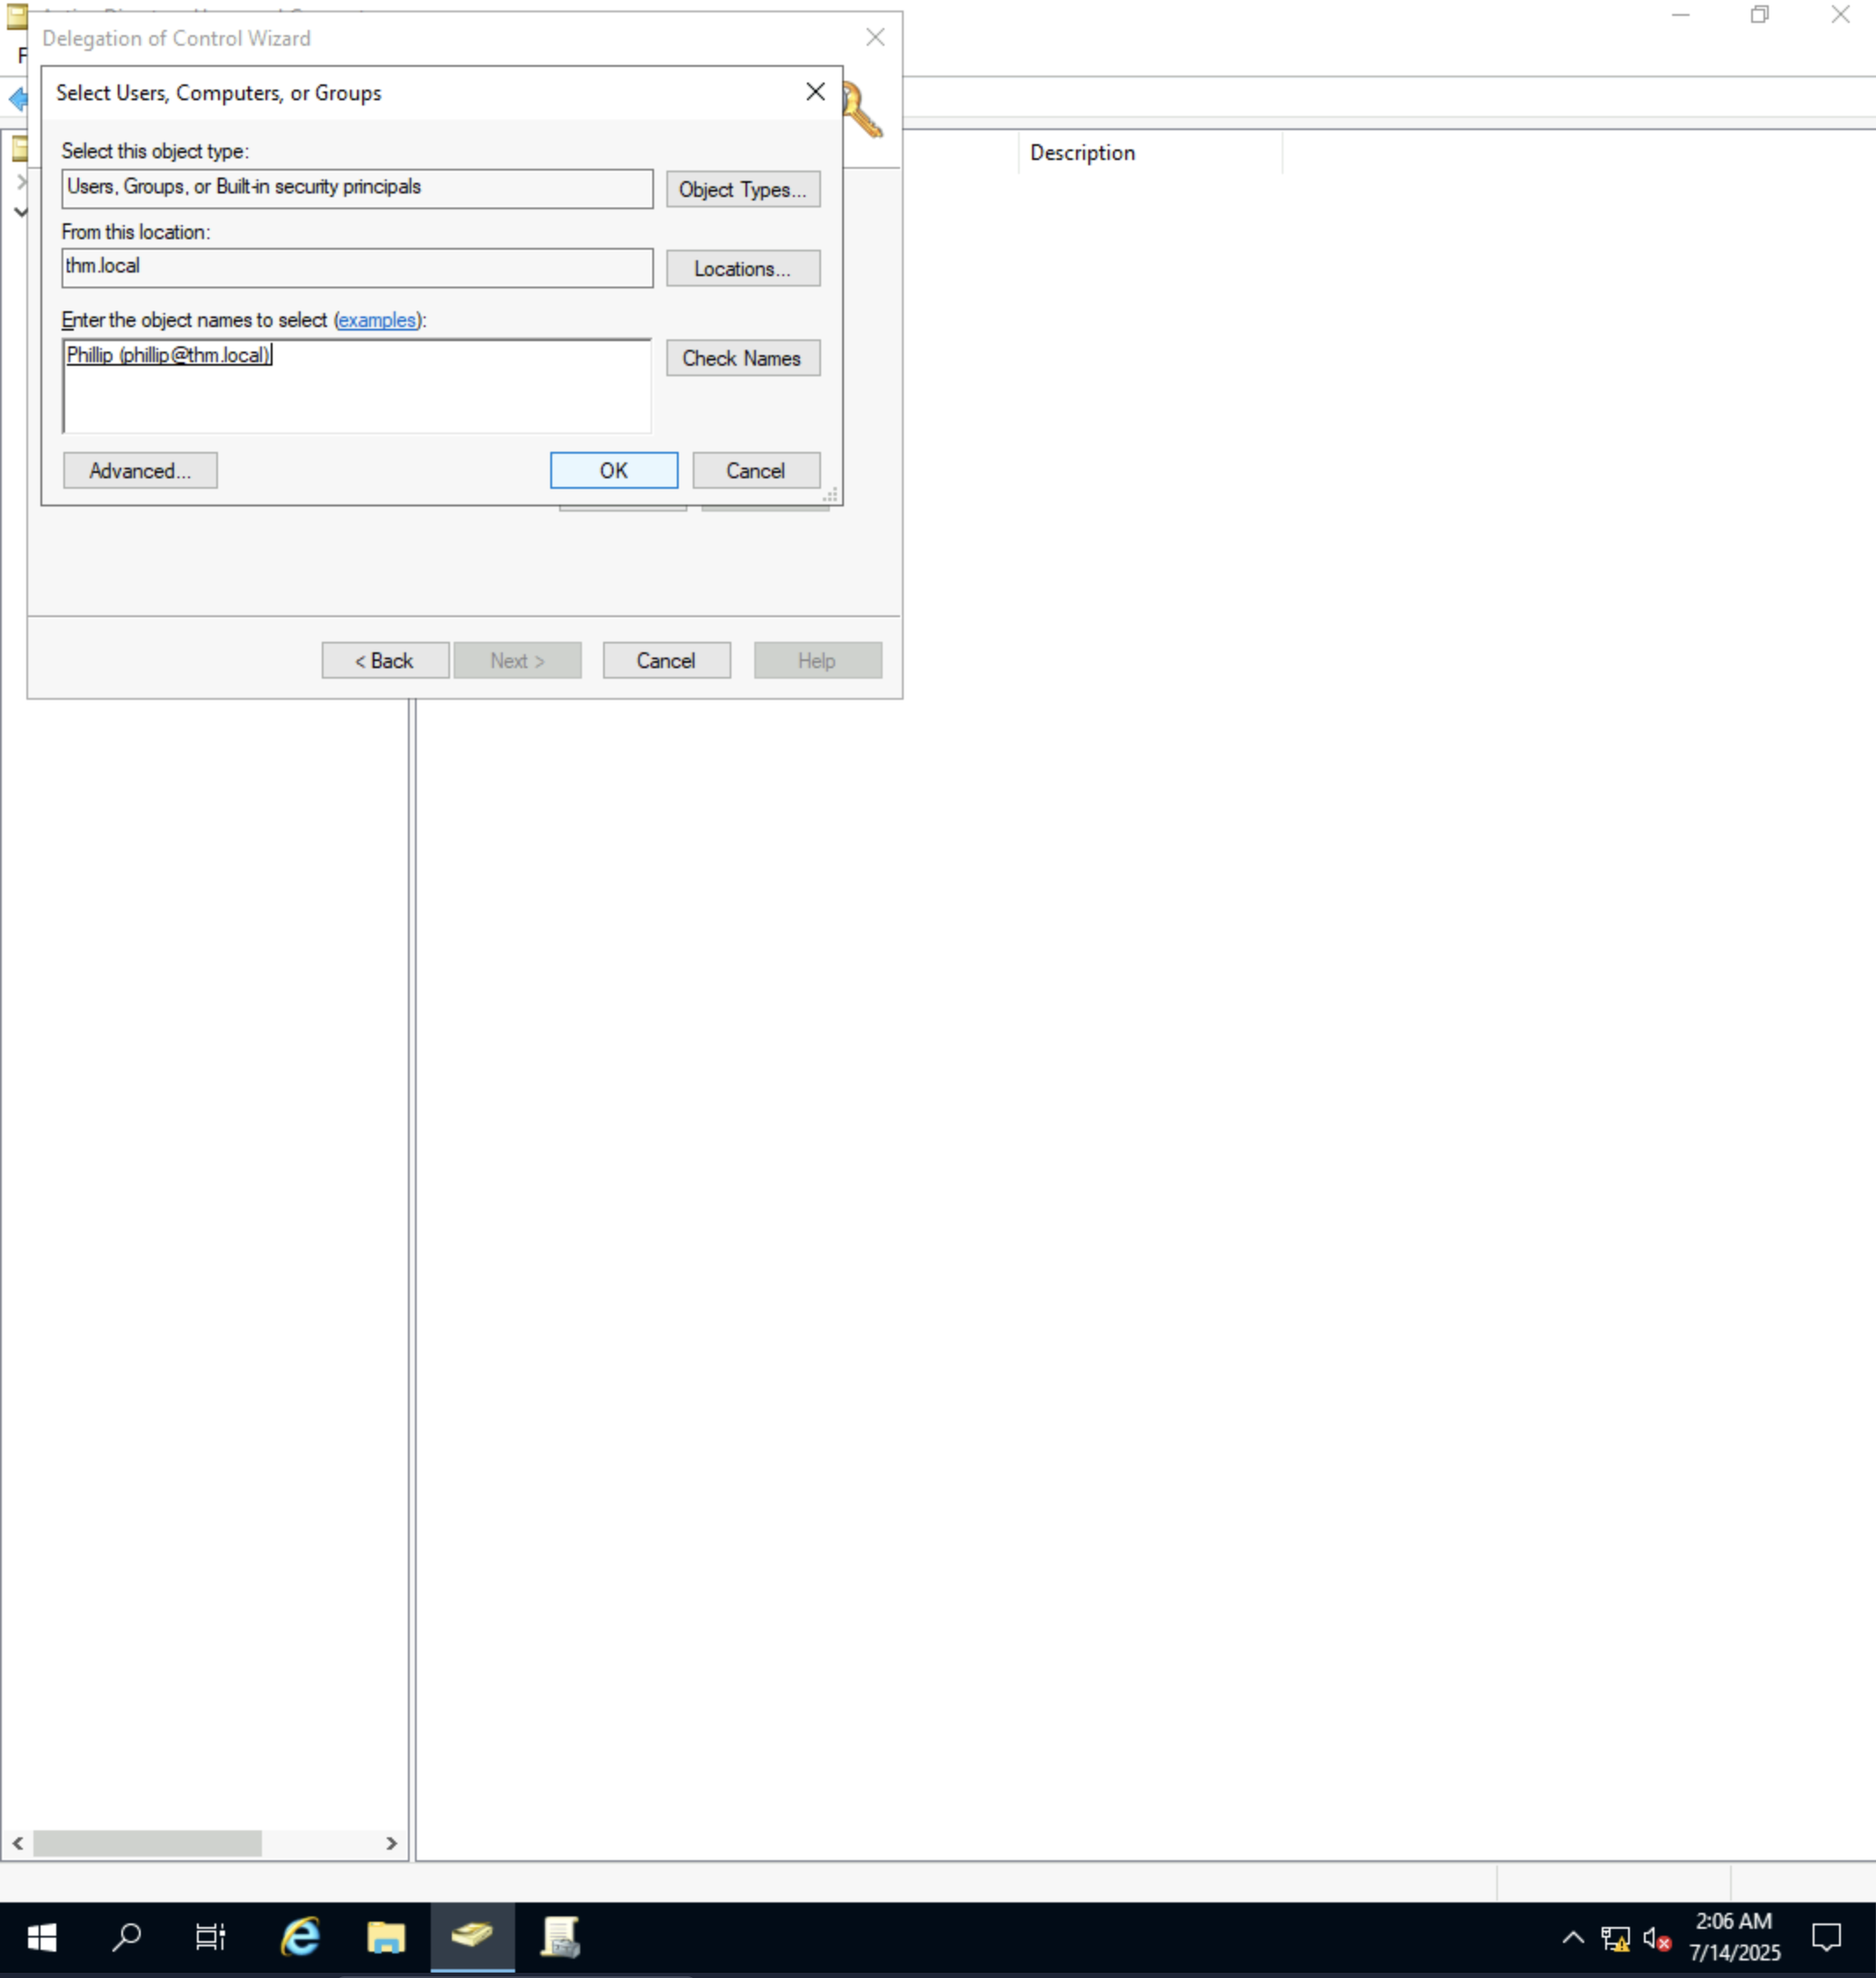 Delegation of Control Wizard
F
Select Users, Computers, or Groups
Select this object type:
Users, Groups, or Built-in security principals
Object Types...
From this location:
thm.local
Locations...
Enter the object names to select (examples):
Phillip (phillip@thm.local)
Check Names
Advanced...
OK
Cancel
Description
< Back
Next >
Cancel
Help
2:06 AM
7/14/2025